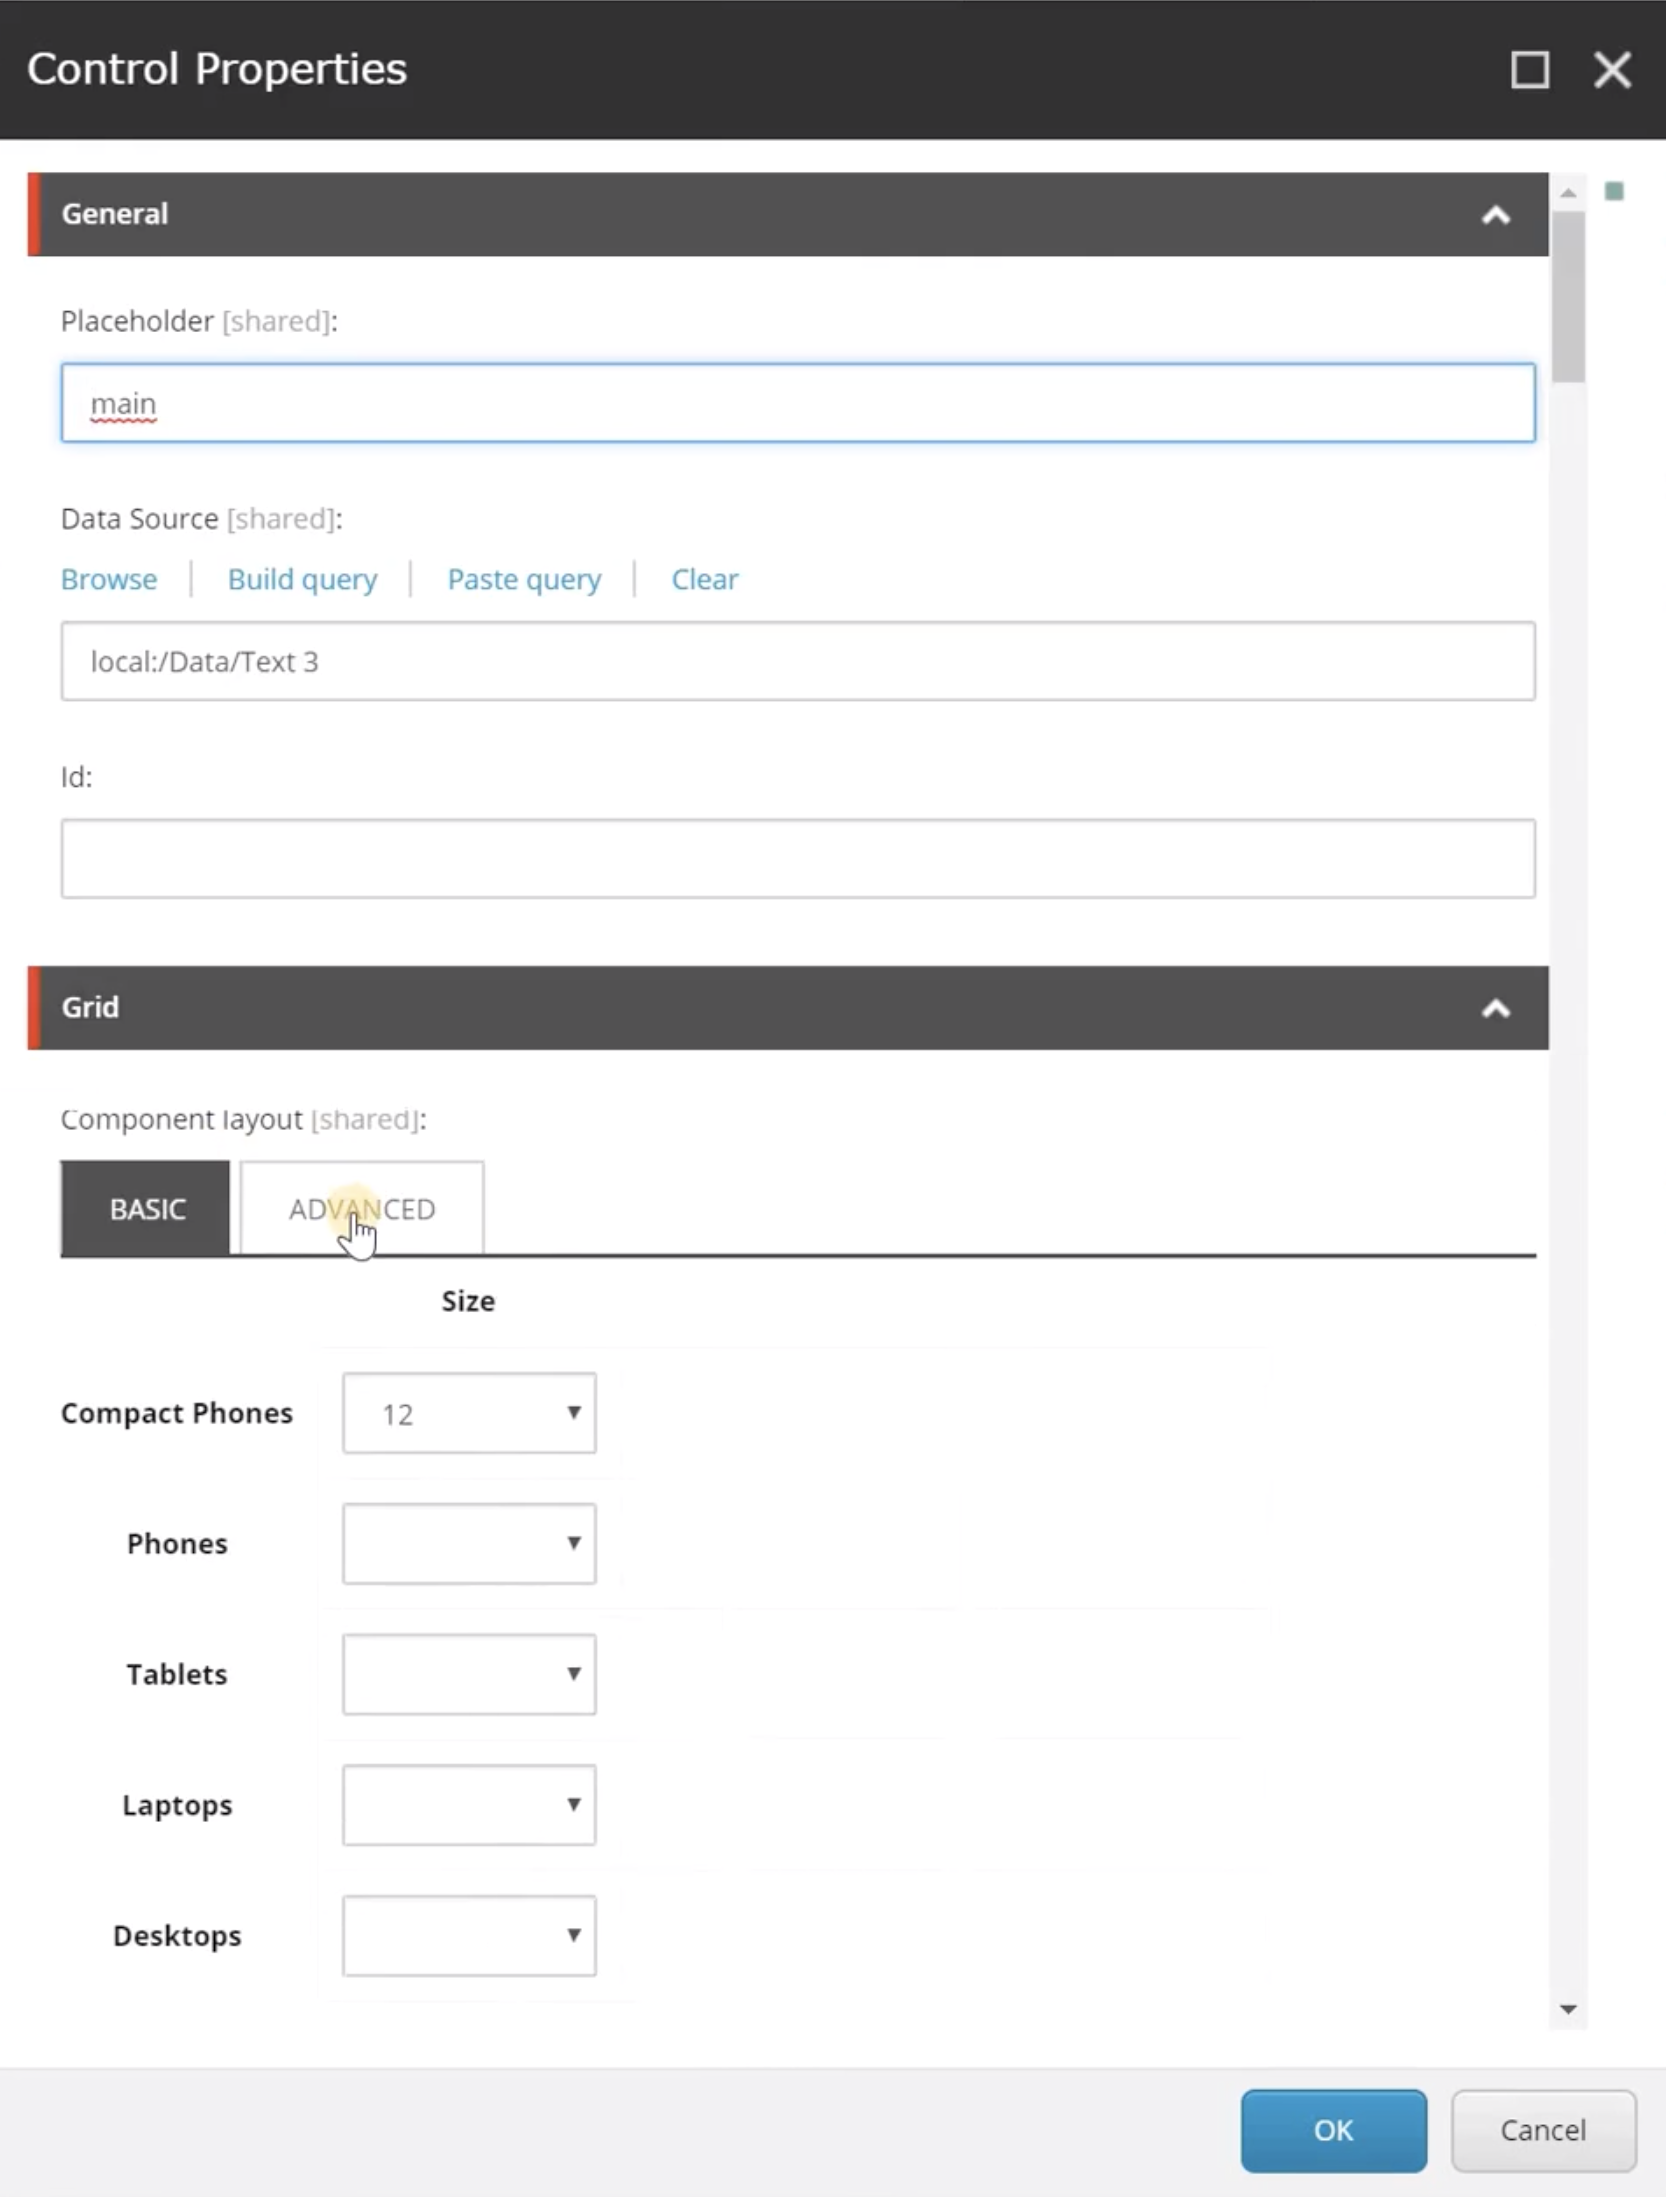 Control Properties
General
Placeholder [shared]:
main
Data Source [shared]:
Browse | Build query | Paste query | Clear
local:/Data/Text 3
Id:
Grid
Component layout [shared]:
BASIC ADVANCED
Size
Compact Phones 12
Phones
Tablets
Laptops
Desktops
OK Cancel